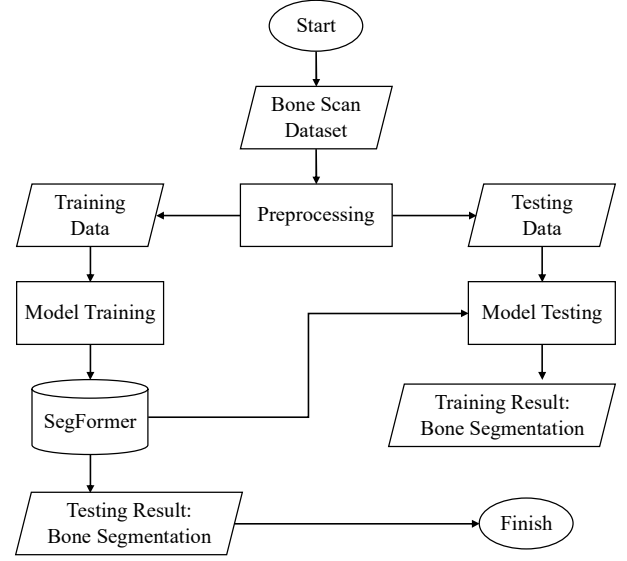 Start
Bone Scan
Dataset
Training
Data
Preprocessing
Testing
Data
Model Training
Model Testing
SegFormer
Training Result:
Bone Segmentation
Testing Result:
Bone Segmentation
Finish